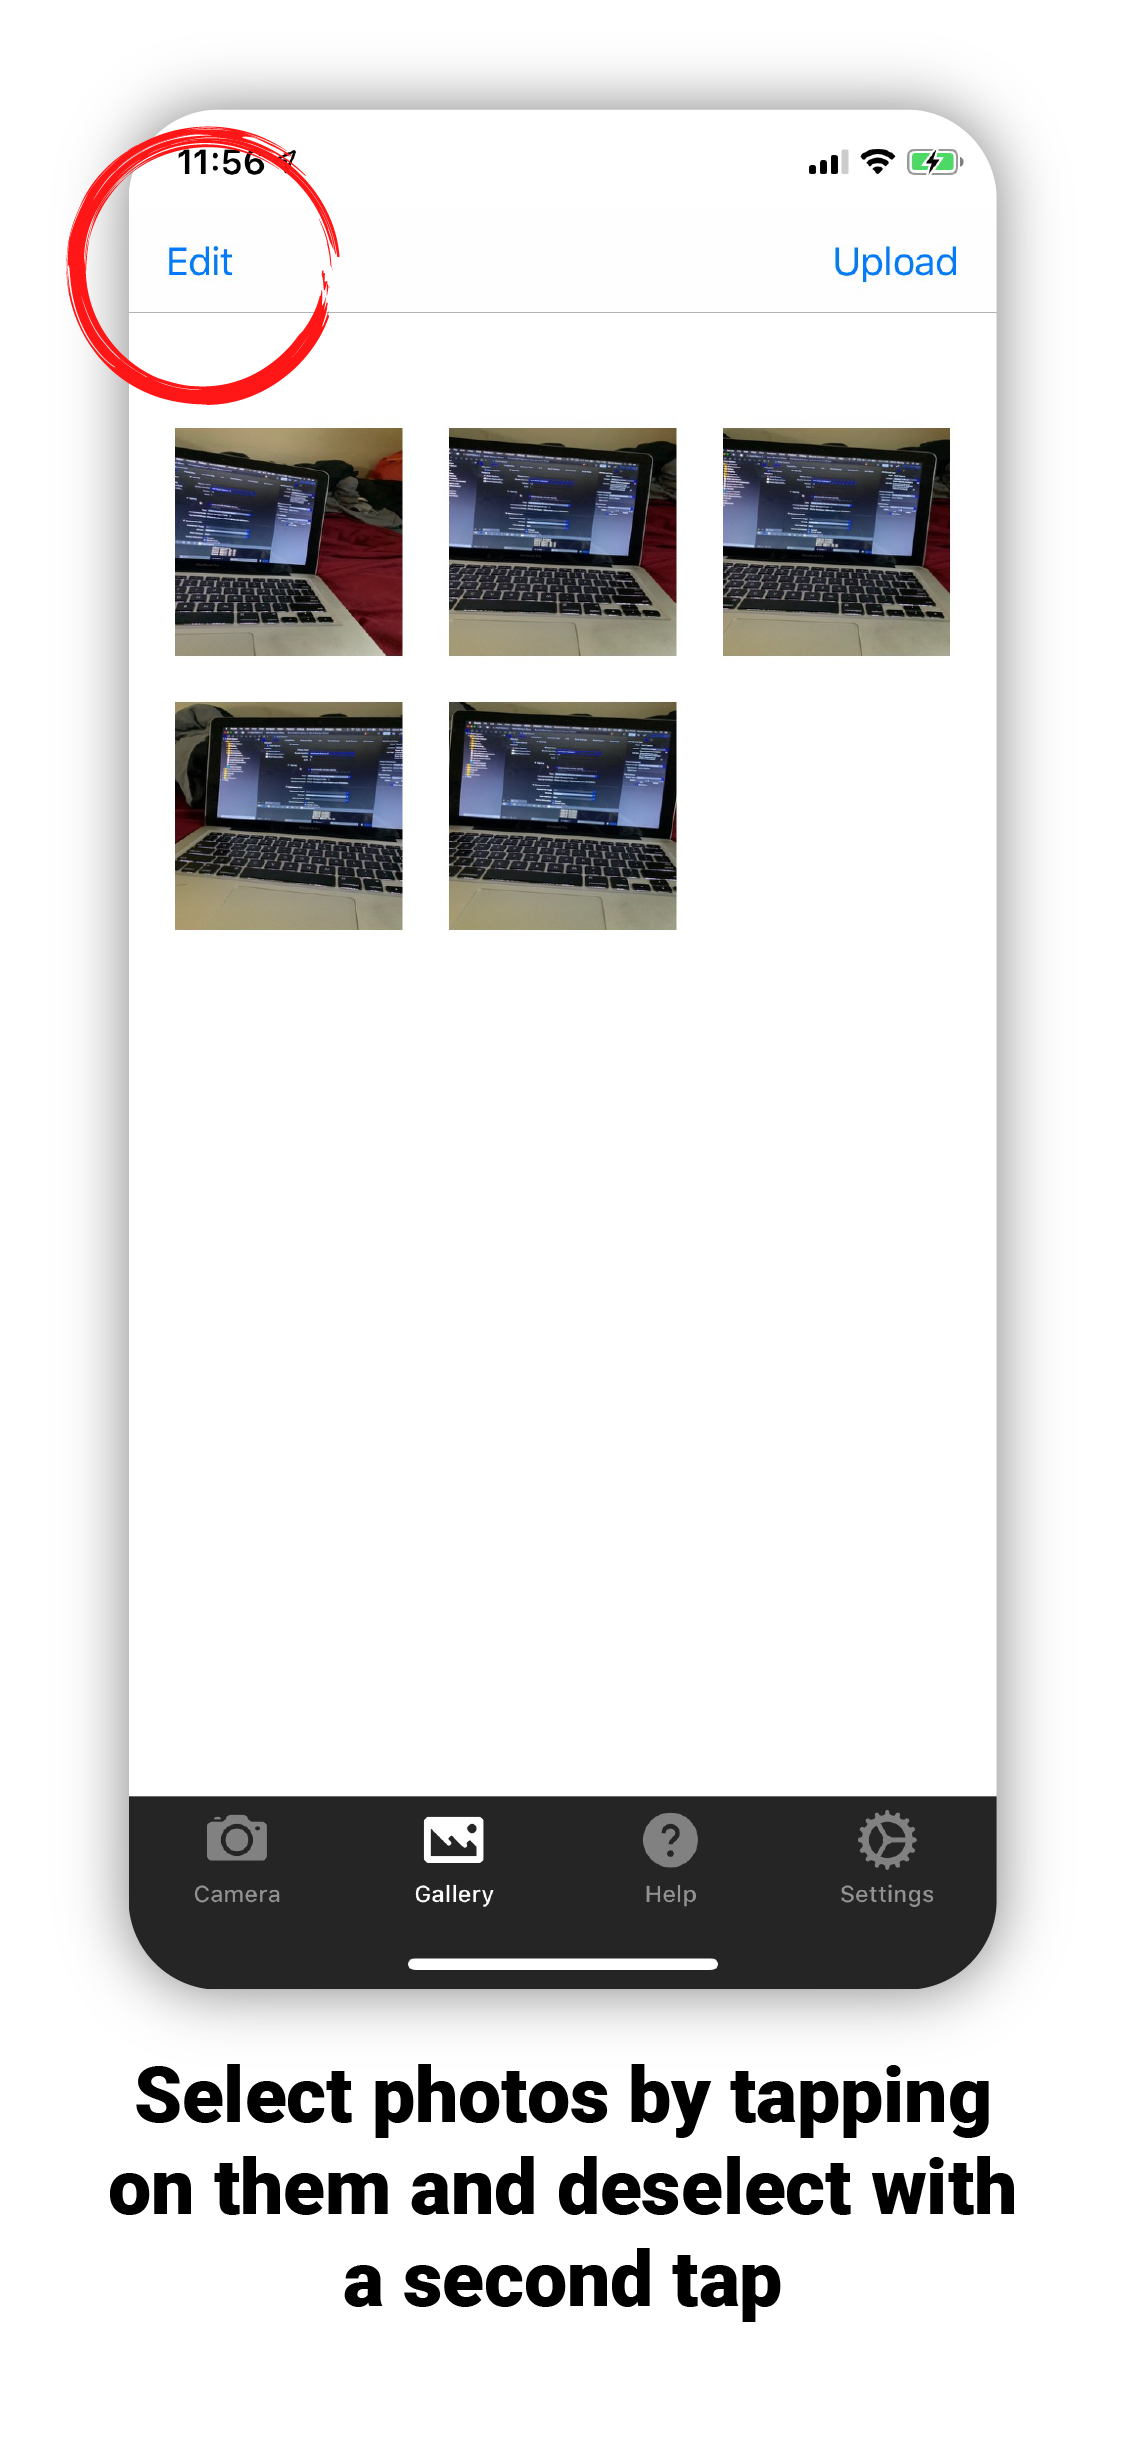 11:56
Edit
Upload
Camera
Gallery
Help
Settings
Select photos by tapping
on them and deselect with
a second tap